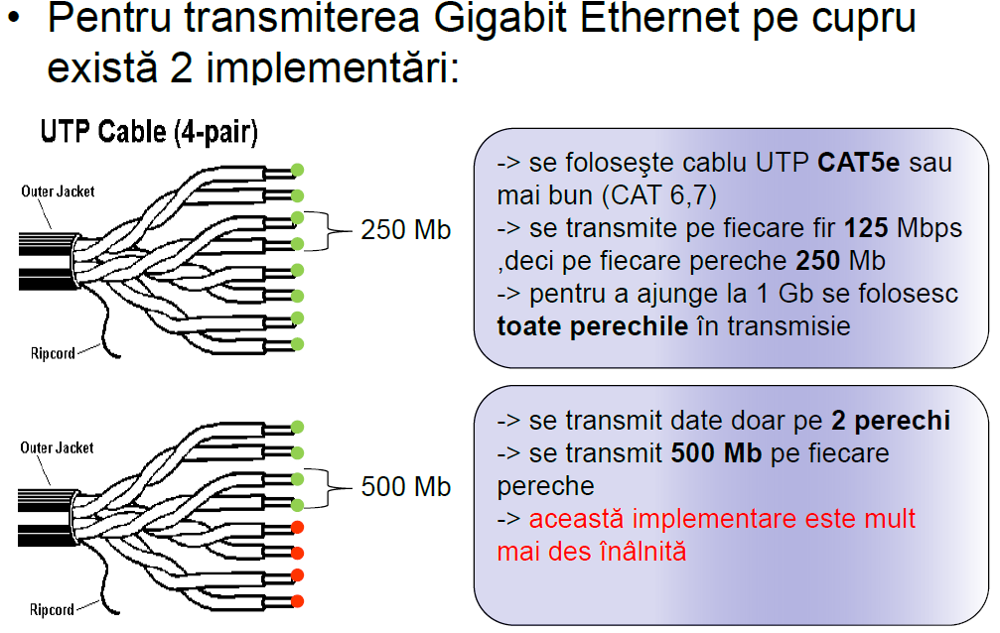 • Pentru transmiterea Gigabit Ethernet pe cupru
există 2 implementări:
UTP Cable (4-pair)
Outer Jacket
250 Mb
Ripcord
-> se foloseşte cablu UTP CAT5e sau
mai bun (CAT 6,7)
-> se transmite pe fiecare fir 125 Mbps
,deci pe fiecare pereche 250 Mb
-> pentru a ajunge la 1 Gb se folosesc
toate perechile în transmisie
Outer Jacket
500 Mb
Ripcord
-> se transmit date doar pe 2 perechi
-> se transmit 500 Mb pe fiecare
pereche
-> această implementare este mult
mai des înâlnită